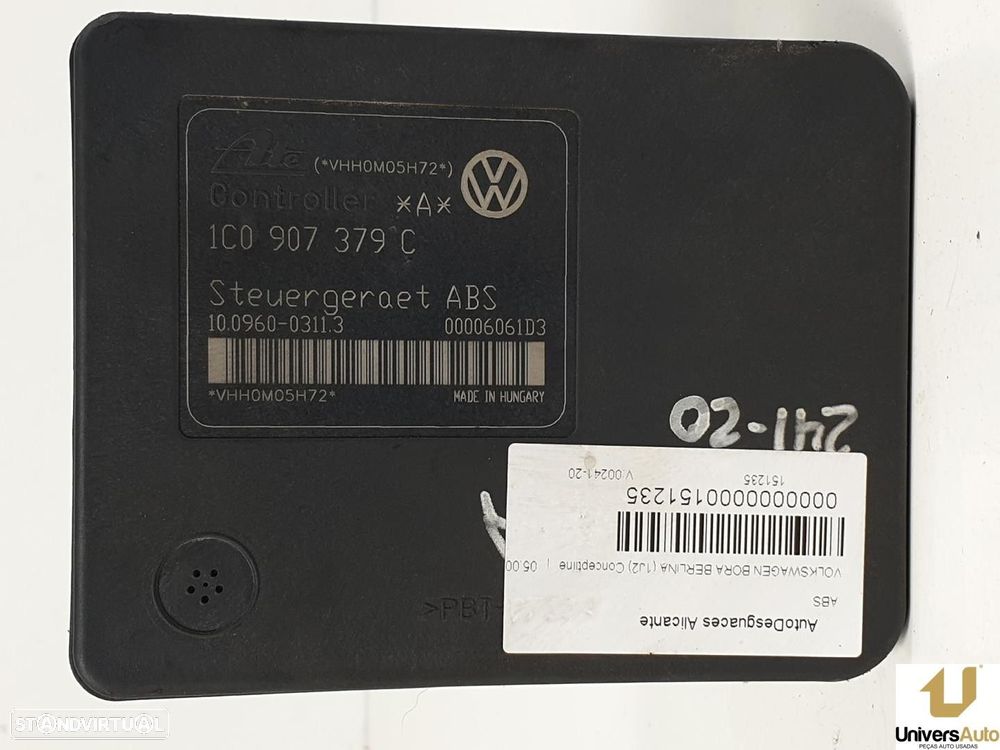 Ate (*VHH0M05H72*)
Controller *A*
1C0 907 379 C
Steuergeraet ABS
10.0960-0311.3 00006061D3
*VHH0M05H72*
MADE IN HUNGARY
241-20
AutoDesguaces Alicante
ABS
VOLKSWAGEN BORA BERLINA (1J2) Conceptline | 05.00
0000000000151235
151235 V:00241-20
>PBT-
STANDVIRTUAL
UniversAuto
PEÇAS AUTO USADAS